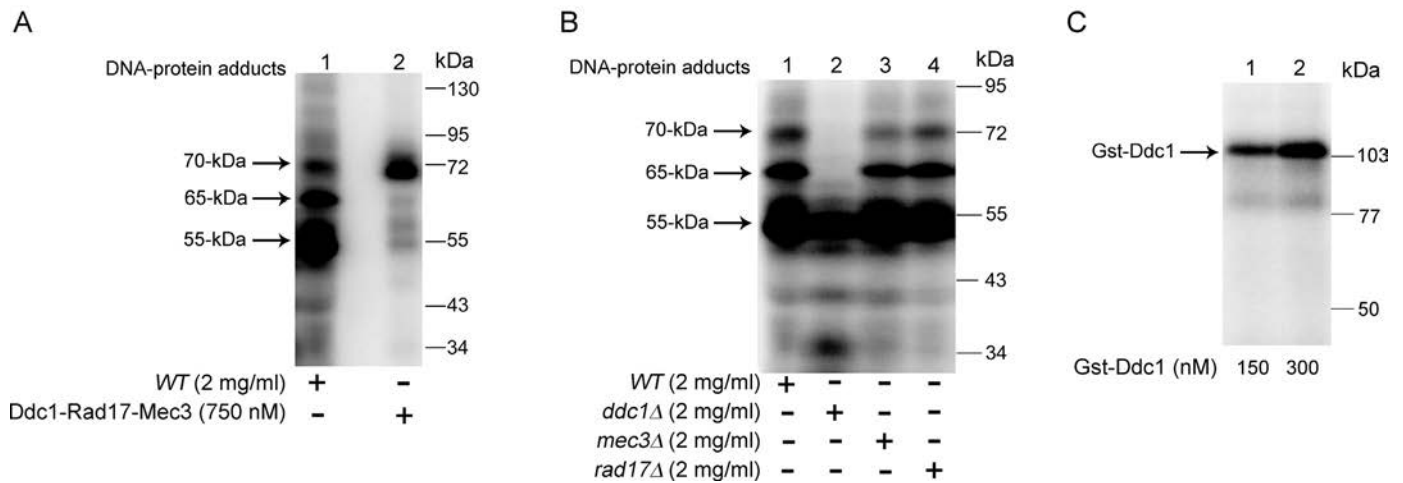 A
DNA-protein adducts 1 2 kDa
130
95
70-kDa 72
65-kDa
55-kDa 55
43
34
WT (2 mg/ml) + -
Ddc1-Rad17-Mec3 (750 nM) - +
B
DNA-protein adducts 1 2 3 4 kDa
95
70-kDa 72
65-kDa
55-kDa 55
43
34
WT (2 mg/ml) + - - -
ddc1Δ (2 mg/ml) - + - -
mec3Δ (2 mg/ml) - - + -
rad17Δ (2 mg/ml) - - - +
C
1 2 kDa
Gst-Ddc1 103
77
50
Gst-Ddc1 (nM) 150 300